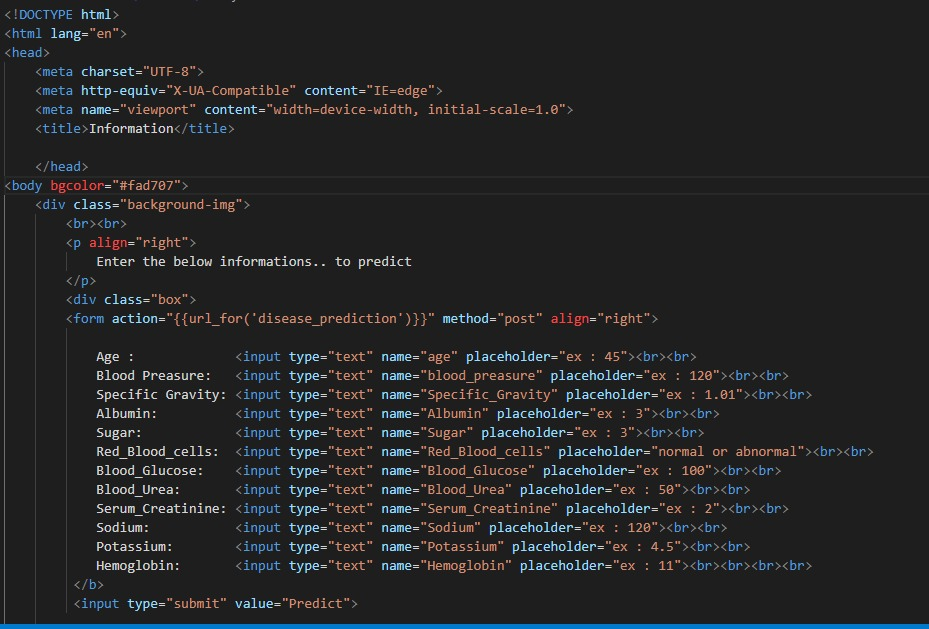 <!DOCTYPE html>
<html lang="en">
<head>
    <meta charset="UTF-8">
    <meta http-equiv="X-UA-Compatible" content="IE=edge">
    <meta name="viewport" content="width=device-width, initial-scale=1.0">
    <title>Information</title>
    </head>
<body bgcolor="#fad707">
    <div class="background-img">
        <br><br>
        <p align="right">
            Enter the below informations.. to predict
        </p>
        <div class="box">
        <form action="{{url_for('disease_prediction')}}" method="post" align="right">
            Age :             <input type="text" name="age" placeholder="ex : 45"><br><br>
            Blood Preasure:   <input type="text" name="blood_preasure" placeholder="ex : 120"><br><br>
            Specific Gravity: <input type="text" name="Specific_Gravity" placeholder="ex : 1.01"><br><br>
            Albumin:          <input type="text" name="Albumin" placeholder="ex : 3"><br><br>
            Sugar:            <input type="text" name="Sugar" placeholder="ex : 3"><br><br>
            Red_Blood_cells:  <input type="text" name="Red_Blood_cells" placeholder="normal or abnormal"><br><br>
            Blood_Glucose:    <input type="text" name="Blood_Glucose" placeholder="ex : 100"><br><br>
            Blood_Urea:       <input type="text" name="Blood_Urea" placeholder="ex : 50"><br><br>
            Serum_Creatinine: <input type="text" name="Serum_Creatinine" placeholder="ex : 2"><br><br>
            Sodium:           <input type="text" name="Sodium" placeholder="ex : 120"><br><br>
            Potassium:        <input type="text" name="Potassium" placeholder="ex : 4.5"><br><br>
            Hemoglobin:       <input type="text" name="Hemoglobin" placeholder="ex : 11"><br><br><br><br>
         </b>
         <input type="submit" value="Predict">